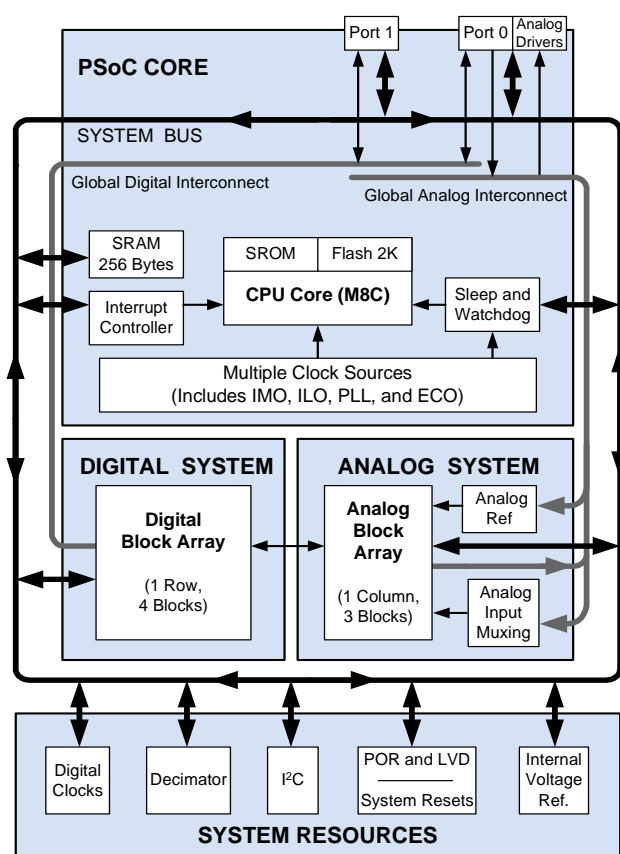 Port 1
Port 0
Analog
Drivers
PSoC CORE
SYSTEM BUS
Global Digital Interconnect
Global Analog Interconnect
SRAM
256 Bytes
SROM
Flash 2K
CPU Core (M8C)
Interrupt
Controller
Sleep and
Watchdog
Multiple Clock Sources
(Includes IMO, ILO, PLL, and ECO)
DIGITAL SYSTEM
Digital
Block Array
(1 Row,
4 Blocks)
ANALOG SYSTEM
Analog
Block
Array
(1 Column,
3 Blocks)
Analog
Ref
Analog
Input
Muxing
Digital
Clocks
Decimator
I²C
POR and LVD
System Resets
Internal
Voltage
Ref.
SYSTEM RESOURCES